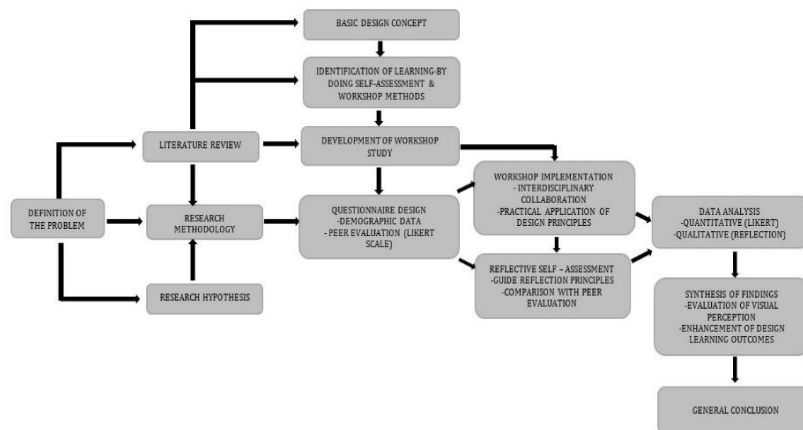 BASIC DESIGN CONCEPT
IDENTIFICATION OF LEARNING-BY
DOING SELF-ASSESSMENT &
WORKSHOP METHODS
LITERATURE REVIEW
DEVELOPMENT OF WORKSHOP
STUDY
DEFINITION OF
THE PROBLEM
RESEARCH
METHODOLOGY
RESEARCH HYPOTHESIS
QUESTIONNAIRE DESIGN
-DEMOGRAPHIC DATA
- PEER EVALUATION (LIKERT
SCALE)
WORKSHOP IMPLEMENTATION
- INTERDISCIPLINARY
COLLABORATION
-PRACTICAL APPLICATION OF
DESIGN PRINCIPLES
REFLECTIVE SELF – ASSESSMENT
-GUIDE REFLECTION PRINCIPLES
-COMPARISON WITH PEER
EVALUATION
DATA ANALYSIS
- QUANTITATIVE (LIKERT)
-QUALITATIVE (REFLECTION)
SYNTHESIS OF FINDINGS
-EVALUATION OF VISUAL
PERCEPTION
-ENHANCEMENT OF DESIGN
LEARNING OUTCOMES
GENERAL CONCLUSION